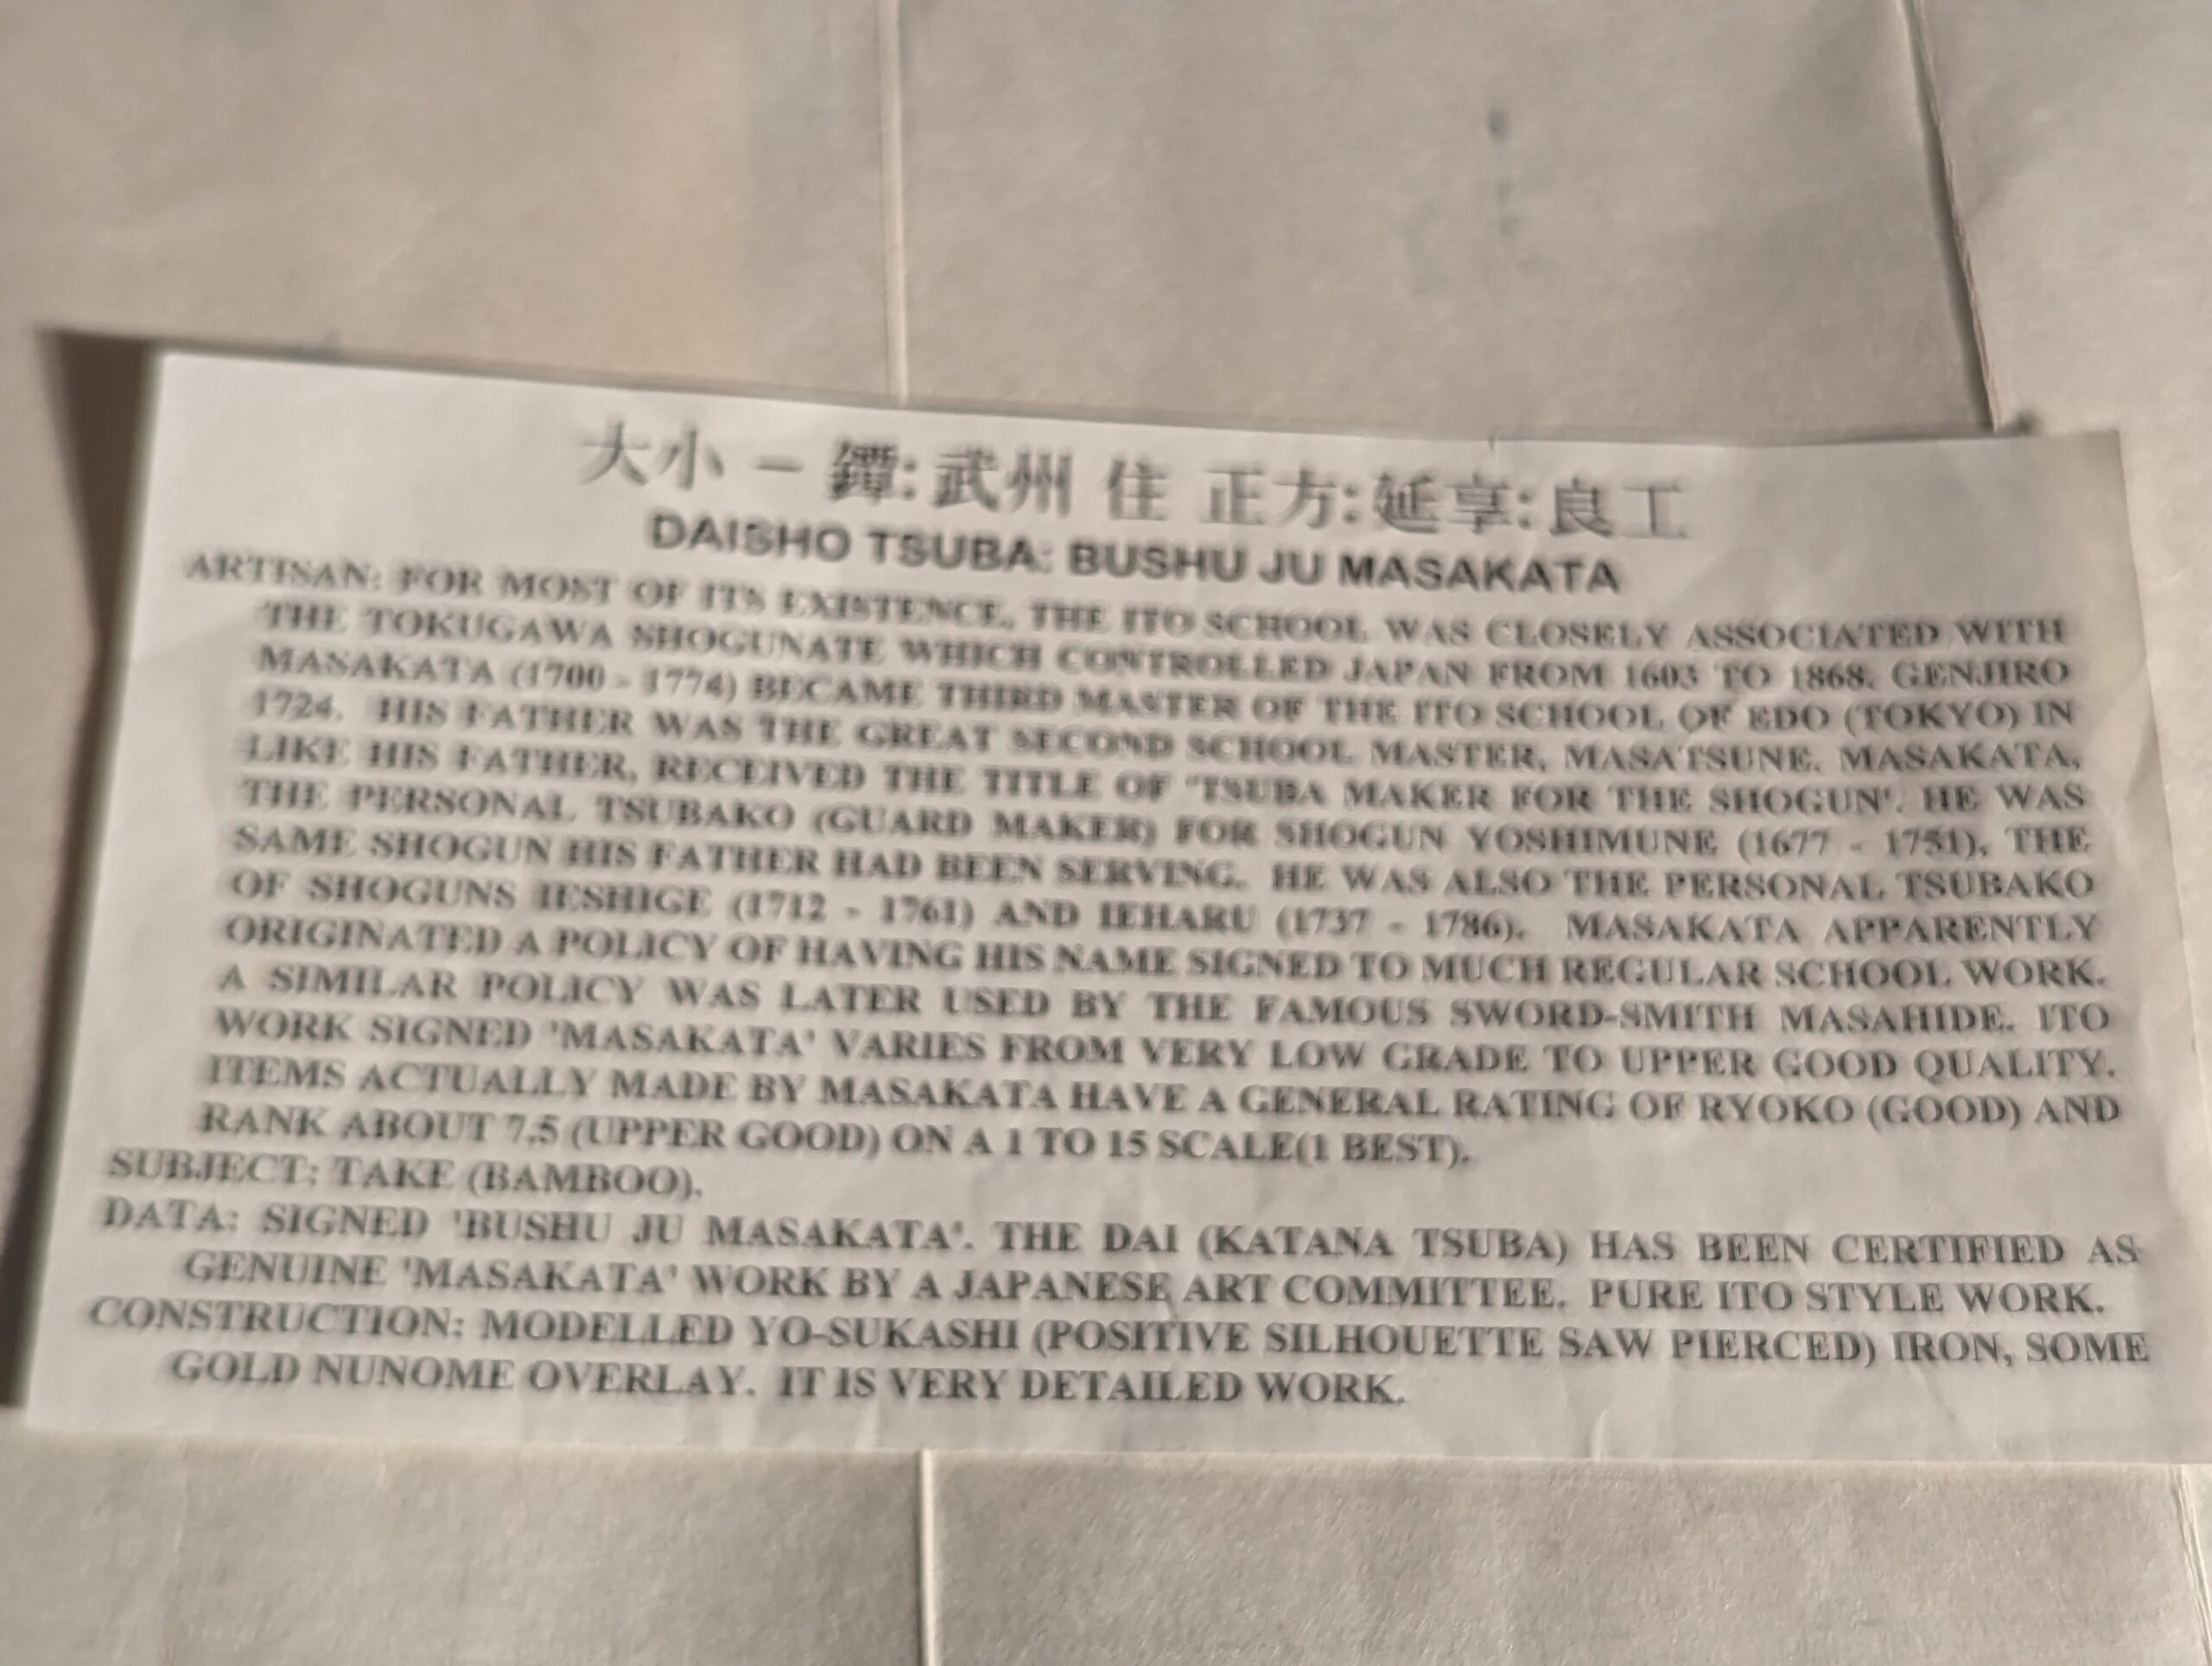 大小 － 鐔:武州 住 正方:延享:良工
DAISHO TSUBA: BUSHU JU MASAKATA
ARTISAN: FOR MOST OF ITS EXISTENCE, THE ITO SCHOOL WAS CLOSELY ASSOCIATED WITH
THE TOKUGAWA SHOGUNATE WHICH CONTROLLED JAPAN FROM 1603 TO 1868. GENJIRO
MASAKATA (1700 - 1774) BECAME THIRD MASTER OF THE ITO SCHOOL OF EDO (TOKYO) IN
1724. HIS FATHER WAS THE GREAT SECOND SCHOOL MASTER, MASATSUNE. MASAKATA,
LIKE HIS FATHER, RECEIVED THE TITLE OF 'TSUBA MAKER FOR THE SHOGUN'. HE WAS
THE PERSONAL TSUBAKO (GUARD MAKER) FOR SHOGUN YOSHIMUNE (1677 - 1751), THE
SAME SHOGUN HIS FATHER HAD BEEN SERVING. HE WAS ALSO THE PERSONAL TSUBAKO
OF SHOGUNS IESHIGE (1712 - 1761) AND IEHARU (1737 - 1786). MASAKATA APPARENTLY
ORIGINATED A POLICY OF HAVING HIS NAME SIGNED TO MUCH REGULAR SCHOOL WORK.
A SIMILAR POLICY WAS LATER USED BY THE FAMOUS SWORD-SMITH MASAHIDE. ITO
WORK SIGNED 'MASAKATA' VARIES FROM VERY LOW GRADE TO UPPER GOOD QUALITY.
ITEMS ACTUALLY MADE BY MASAKATA HAVE A GENERAL RATING OF RYOKO (GOOD) AND
RANK ABOUT 7.5 (UPPER GOOD) ON A 1 TO 15 SCALE(1 BEST).
SUBJECT: TAKE (BAMBOO).
DATA: SIGNED 'BUSHU JU MASAKATA'. THE DAI (KATANA TSUBA) HAS BEEN CERTIFIED AS
GENUINE 'MASAKATA' WORK BY A JAPANESE ART COMMITTEE. PURE ITO STYLE WORK.
CONSTRUCTION: MODELLED YO-SUKASHI (POSITIVE SILHOUETTE SAW PIERCED) IRON, SOME
GOLD NUNOME OVERLAY. IT IS VERY DETAILED WORK.